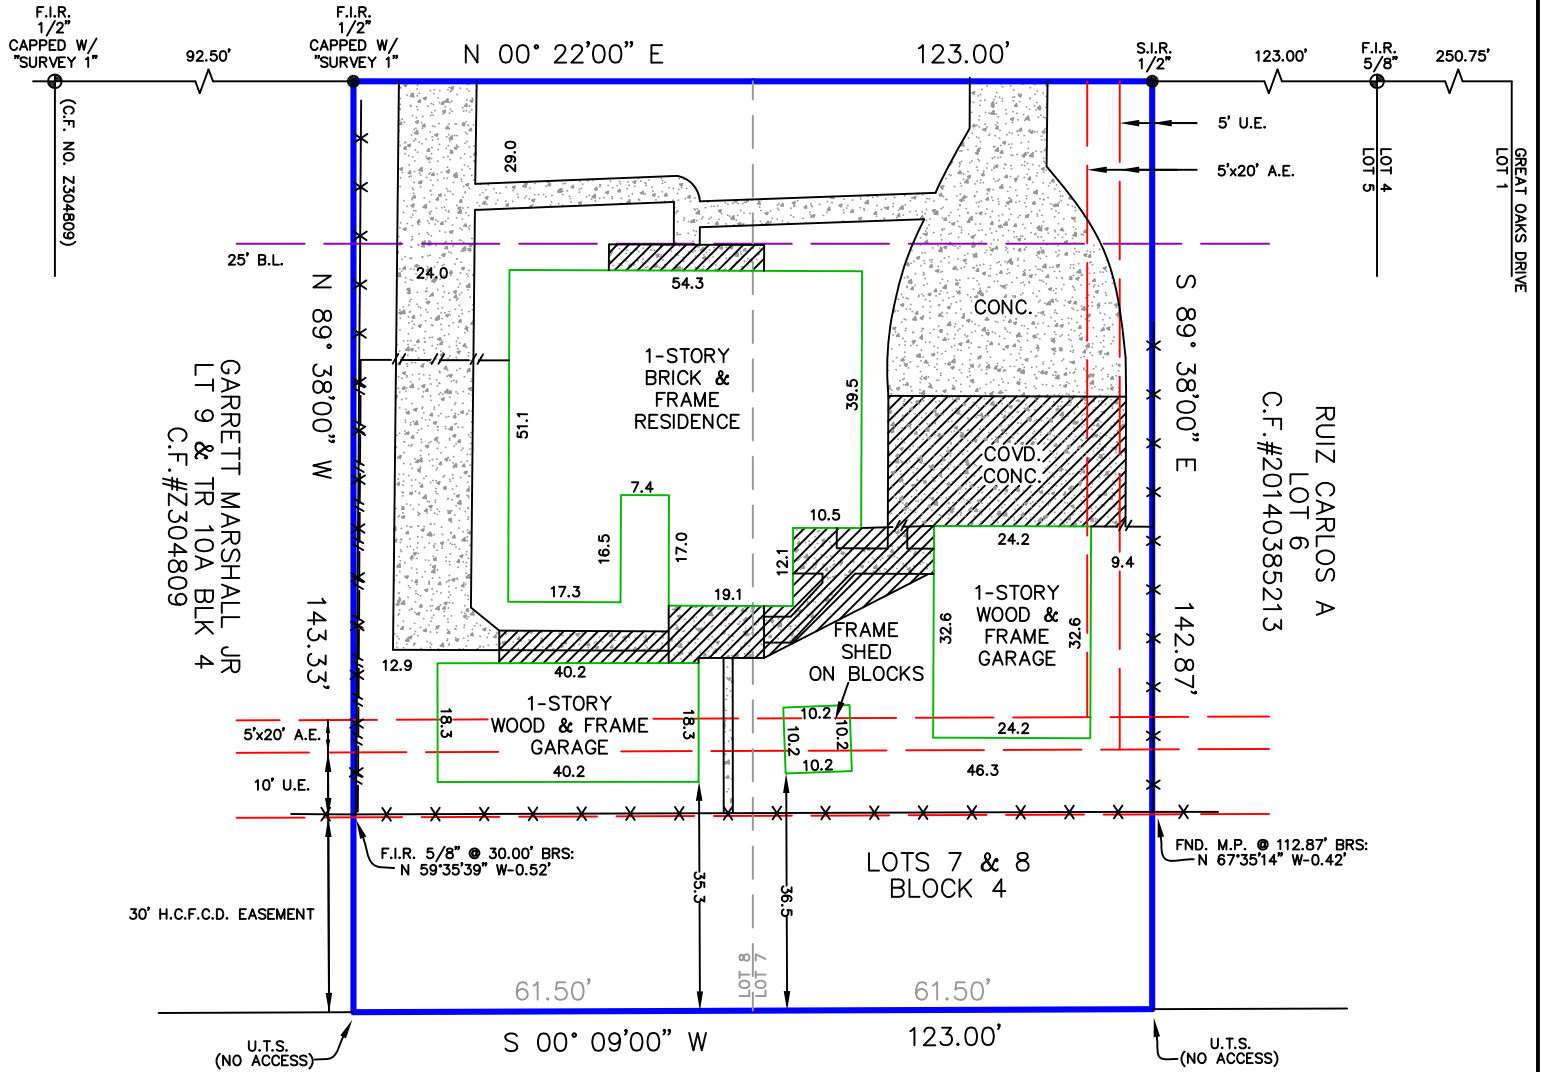 F.I.R.
1/2"
CAPPED W/
"SURVEY 1"
92.50'
F.I.R.
1/2"
CAPPED W/
"SURVEY 1"
N 00° 22'00" E
123.00'
S.I.R.
1/2"
123.00'
F.I.R.
5/8"
250.75'
(C.F. NO. Z304809)
5' U.E.
5'x20' A.E.
LOT 4
LOT 5
GREAT OAKS DRIVE
LOT 1
29.0
25' B.L.
24.0
54.3
CONC.
N 89° 38'00" W
143.33'
S 89° 38'00" E
142.87'
1-STORY
BRICK &
FRAME
RESIDENCE
39.5
51.1
COVD.
CONC.
GARRETT MARSHALL JR
LT 9 & TR 10A BLK 4
C.F.#Z304809
RUIZ CARLOS A
LOT 6
C.F.#20140385213
7.4
16.5
17.0
10.5
12.1
17.3
19.1
24.2
9.4
1-STORY
WOOD &
FRAME
GARAGE
32.6
32.6
24.2
FRAME
SHED
ON BLOCKS
12.9
40.2
1-STORY
WOOD & FRAME
GARAGE
18.3
18.3
40.2
10.2
10.2
10.2
10.2
46.3
5'x20' A.E.
10' U.E.
F.I.R. 5/8" @ 30.00' BRS:
N 59°35'39" W-0.52'
FND. M.P. @ 112.87' BRS:
N 67°35'14" W-0.42'
LOTS 7 & 8
BLOCK 4
35.3
36.5
30' H.C.F.C.D. EASEMENT
LOT 8
LOT 7
61.50'
61.50'
S 00° 09'00" W
123.00'
U.T.S.
(NO ACCESS)
U.T.S.
(NO ACCESS)